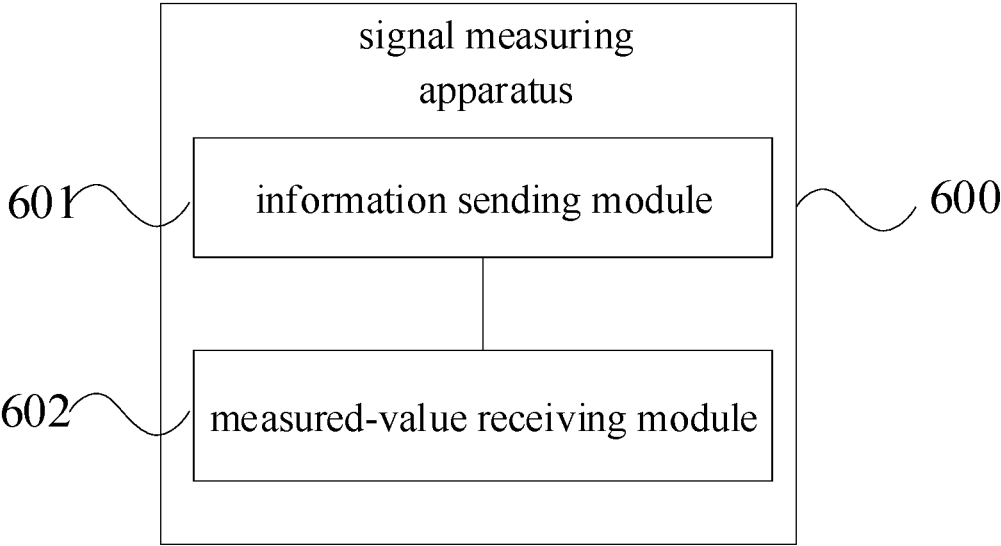 signal measuring
apparatus
601
information sending module
600
602
measured-value receiving module